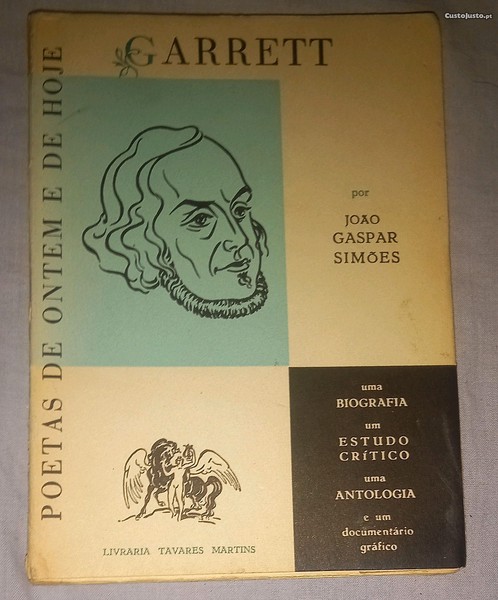 CustoJusto.pt
POETAS DE ONTEM E DE HOJE
GARRETT
por
JOÃO
GASPAR
SIMÕES
uma
BIOGRAFIA
um
ESTUDO
CRÍTICO
uma
ANTOLOGIA
e um
documentário
gráfico
LIVRARIA TAVARES MARTINS